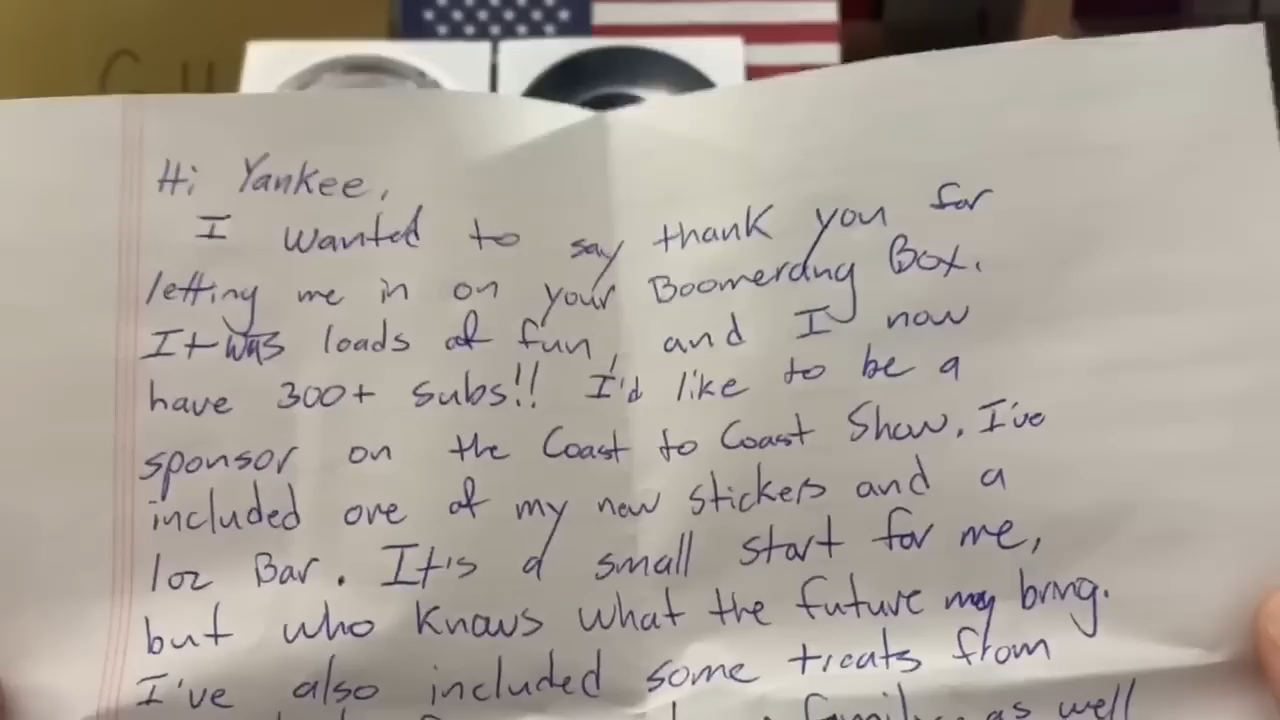 Hi Yankee,
I wanted to say thank you for
letting me in on your Boomerang Box.
It was loads of fun, and I now
have 300+ subs!! I'd like to be a
sponsor on the Coast to Coast Show. I've
included one of my new stickers and a
1oz Bar. It's a small start for me,
but who knows what the future my bring.
I've also included some treats from
as well